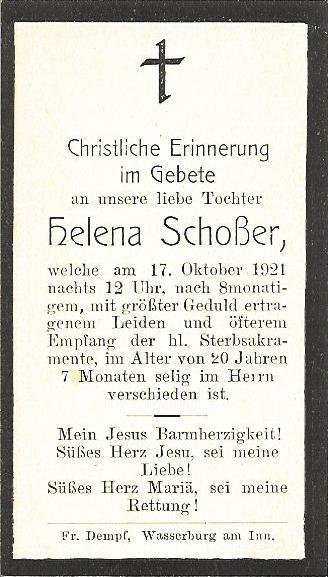 Christliche Erinnerung
im Gebete
an unsere liebe Tochter
Helena Schoßer,
welche am 17. Oktober 1921
nachts 12 Uhr, nach 8monati-
gem, mit größter Geduld ertra-
genem Leiden und öfterem
Empfang der hl. Sterbsakra-
mente, im Alter von 20 Jahren
7 Monaten selig im Herrn
verschieden ist.
Mein Jesus Barmherzigkeit!
Süßes Herz Jesu, sei meine
Liebe!
Süßes Herz Mariä, sei meine
Rettung!
Fr. Dempf, Wasserburg am Inn.